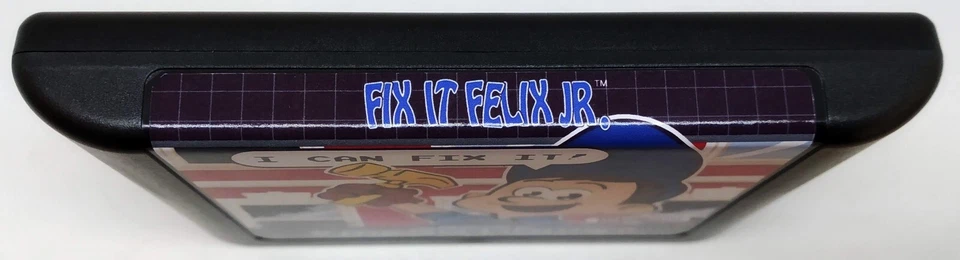 FIX IT FELIX JR.™
I CAN FIX IT!